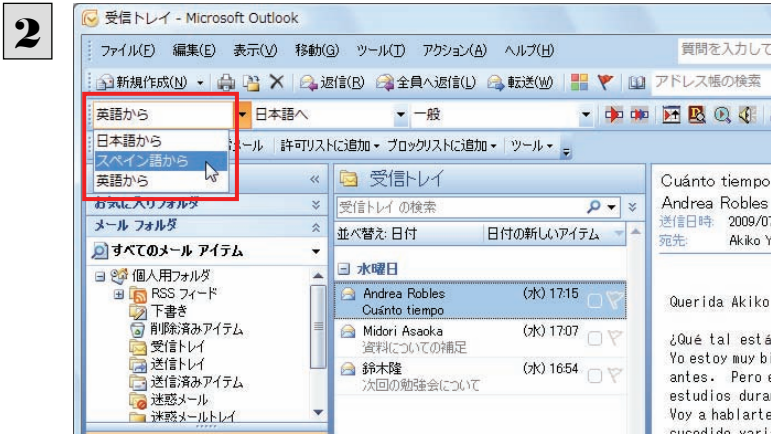 2
受信トレイ - Microsoft Outlook
ファイル(F) 編集(E) 表示(V) 移動(G) ツール(T) アクション(A) ヘルプ(H) 質問を入力して
新規作成(N) 返信(R) 全員へ返信(L) 転送(W) アドレス帳の検索
英語から 日本語へ 一般
日本語から
スペイン語から
英語から
メール 許可リストに追加 ブロックリストに追加 ツール
お気に入りフォルダ
メール フォルダ
すべてのメール アイテム
個人用フォルダ
RSS フィード
下書き
削除済みアイテム
受信トレイ
送信トレイ
送信済みアイテム
迷惑メール
迷惑メールトレイ
受信トレイ
受信トレイ の検索
並べ替え: 日付 日付の新しいアイテム
水曜日
Andrea Robles (水) 17:15
Cuánto tiempo
Midori Asaoka (水) 17:07
資料についての補足
鈴木隆 (水) 16:54
次回の勉強会について
Cuánto tiempo
Andrea Robles
送信日時: 2009/07
宛先: Akiko Y
Querida Akiko
¿Qué tal está
Yo estoy muy bi
antes. Pero e
estudios dura
Voy a hablarte
sucedido vari